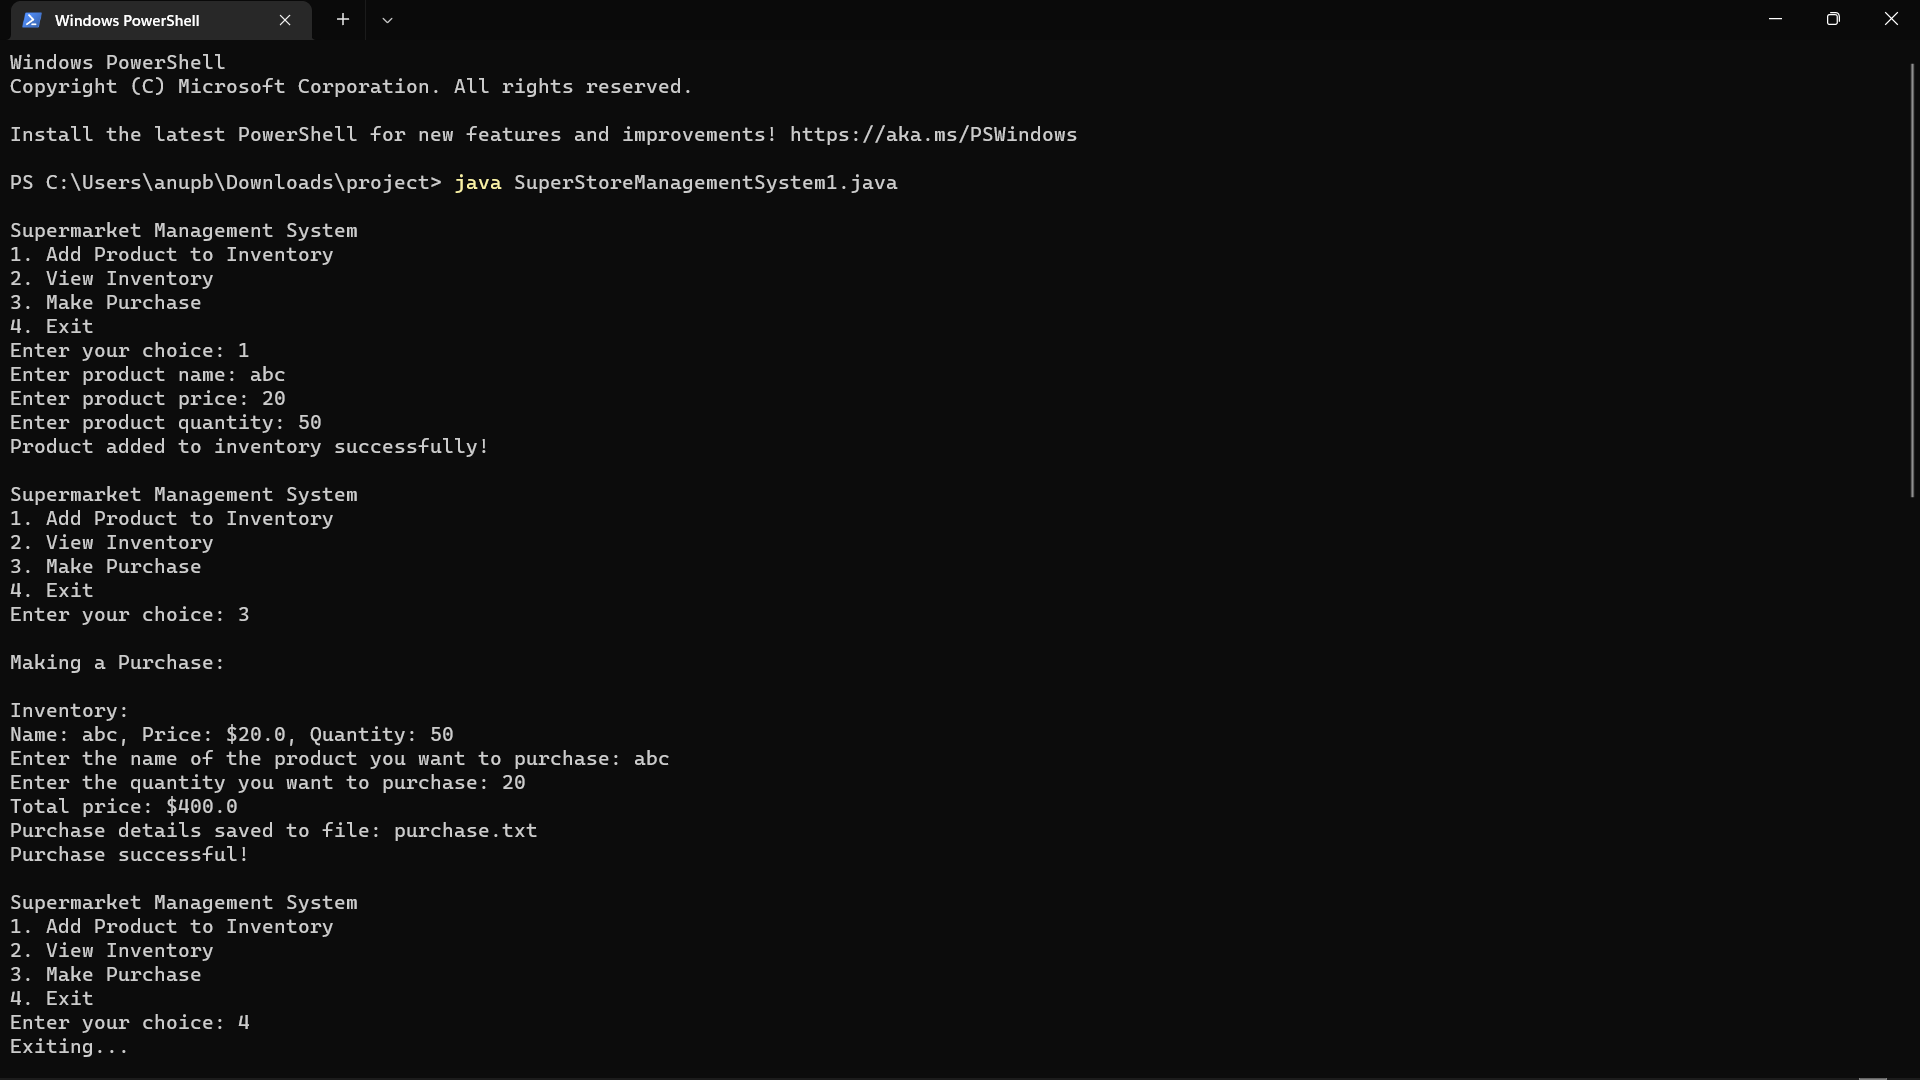 Windows PowerShell
Windows PowerShell
Copyright (C) Microsoft Corporation. All rights reserved.
Install the latest PowerShell for new features and improvements! https://aka.ms/PSWindows
PS C:\Users\anupb\Downloads\project> java SuperStoreManagementSystem1.java
Supermarket Management System
1. Add Product to Inventory
2. View Inventory
3. Make Purchase
4. Exit
Enter your choice: 1
Enter product name: abc
Enter product price: 20
Enter product quantity: 50
Product added to inventory successfully!
Supermarket Management System
1. Add Product to Inventory
2. View Inventory
3. Make Purchase
4. Exit
Enter your choice: 3
Making a Purchase:
Inventory:
Name: abc, Price: $20.0, Quantity: 50
Enter the name of the product you want to purchase: abc
Enter the quantity you want to purchase: 20
Total price: $400.0
Purchase details saved to file: purchase.txt
Purchase successful!
Supermarket Management System
1. Add Product to Inventory
2. View Inventory
3. Make Purchase
4. Exit
Enter your choice: 4
Exiting...